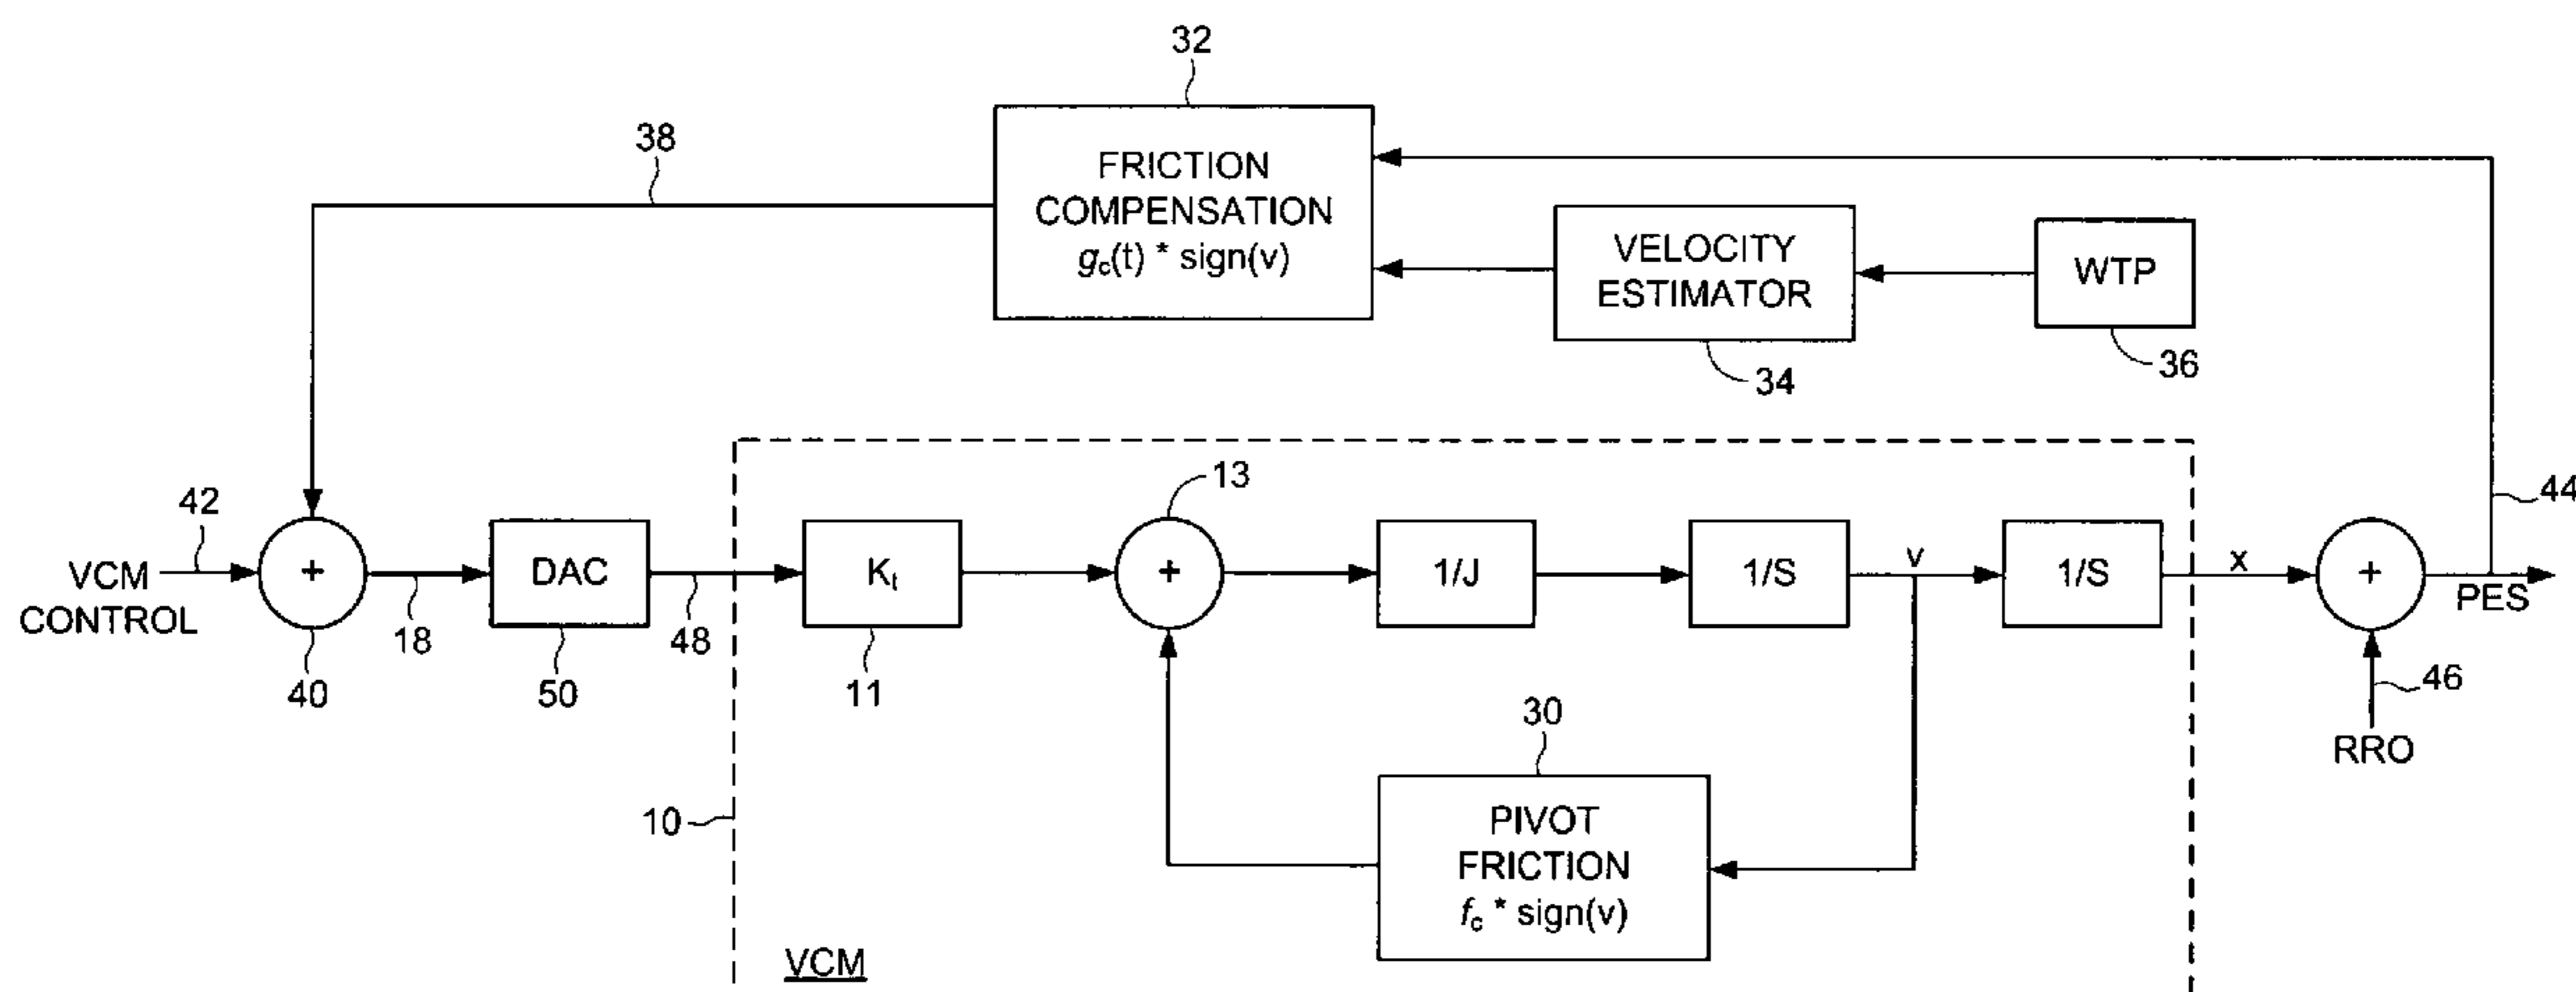 32
38
FRICTION
COMPENSATION
gc(t) * sign(v)
VELOCITY
ESTIMATOR
WTP
34
36
42
VCM
CONTROL
+
40
18
DAC
50
48
Kt
11
13
+
1/J
1/S
v
1/S
x
+
44
PES
46
RRO
30
PIVOT
FRICTION
fc * sign(v)
10
VCM